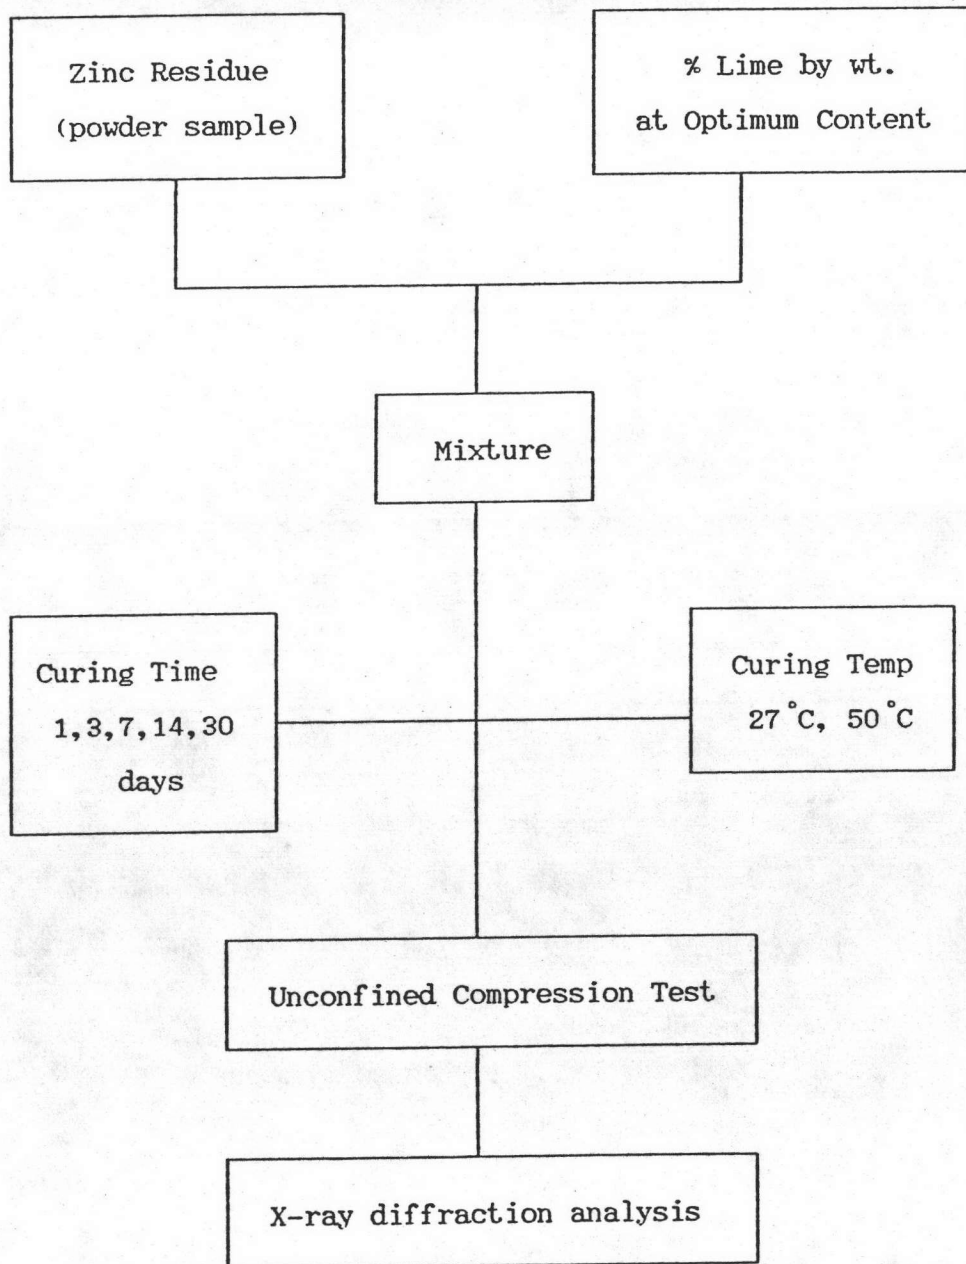 Zinc Residue
(powder sample)
% Lime by wt.
at Optimum Content
Mixture
Curing Time
1,3,7,14,30
days
Curing Temp
27 °C, 50 °C
Unconfined Compression Test
X-ray diffraction analysis